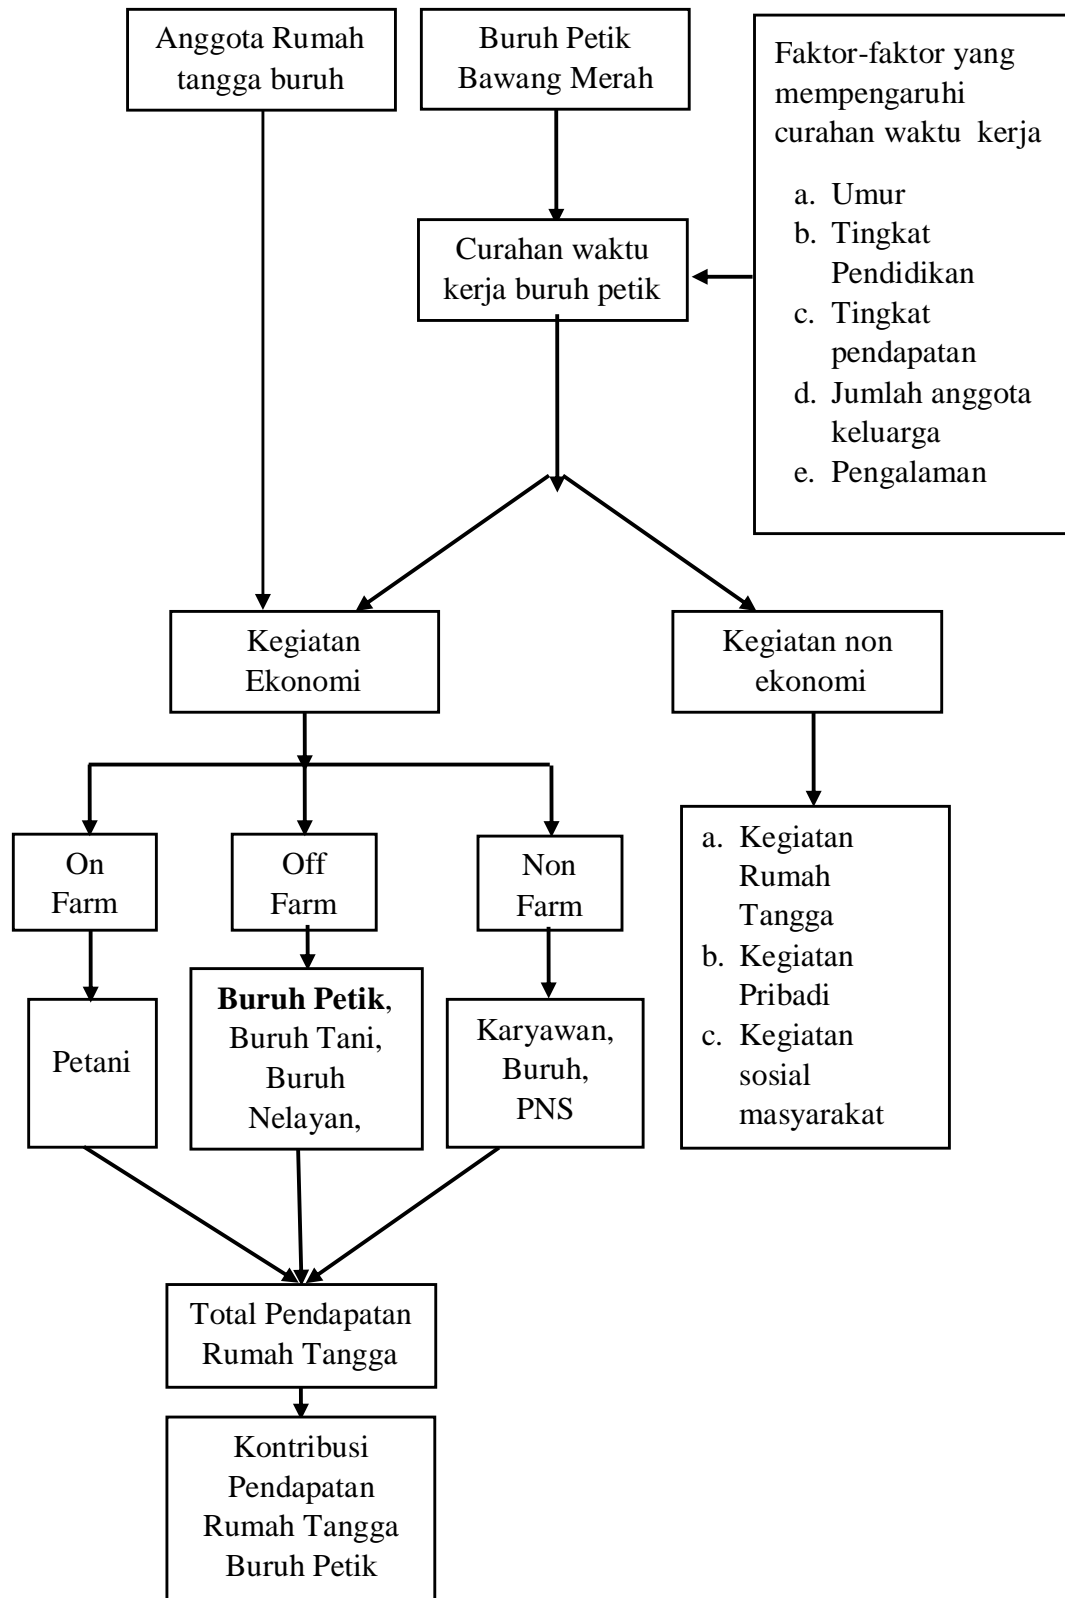 Anggota Rumah
tangga buruh
Buruh Petik
Bawang Merah
Faktor-faktor yang
mempengaruhi
curahan waktu kerja
a. Umur
b. Tingkat
Pendidikan
c. Tingkat
pendapatan
d. Jumlah anggota
keluarga
e. Pengalaman
Curahan waktu
kerja buruh petik
Kegiatan
Ekonomi
Kegiatan non
ekonomi
On
Farm
Off
Farm
Non
Farm
a. Kegiatan
Rumah
Tangga
b. Kegiatan
Pribadi
c. Kegiatan
sosial
masyarakat
Petani
Buruh Petik,
Buruh Tani,
Buruh
Nelayan,
Karyawan,
Buruh,
PNS
Total Pendapatan
Rumah Tangga
Kontribusi
Pendapatan
Rumah Tangga
Buruh Petik